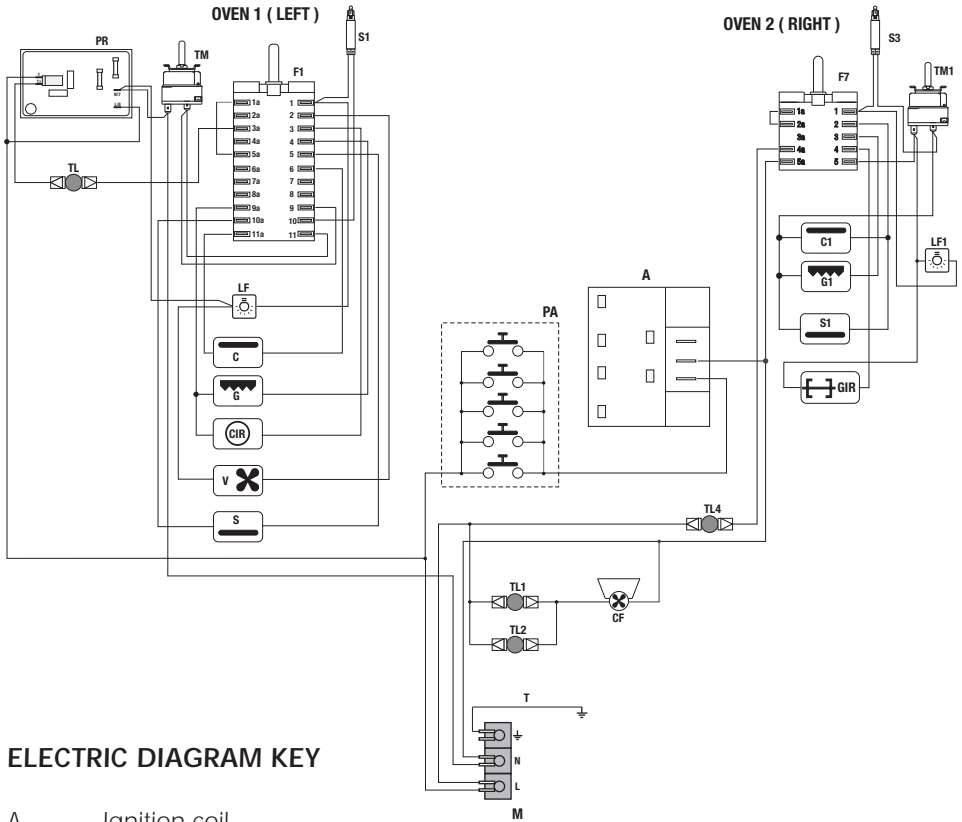 OVEN 1 ( LEFT )
S1
PR
TM
F1
1a 1
2a 2
3a 3
4a 4
5a 5
6a 6
7a 7
8a 8
9a 9
10a 10
11a 11
TL
LF
C
G
CIR
V
S
OVEN 2 ( RIGHT )
S3
F7
TM1
1a 1
2a 2
3a 3
4a 4
5a 5
C1
LF1
G1
S1
GIR
A
PA
TL4
TL1
CF
TL2
T
N
L
M
ELECTRIC DIAGRAM KEY
A Ignition coil